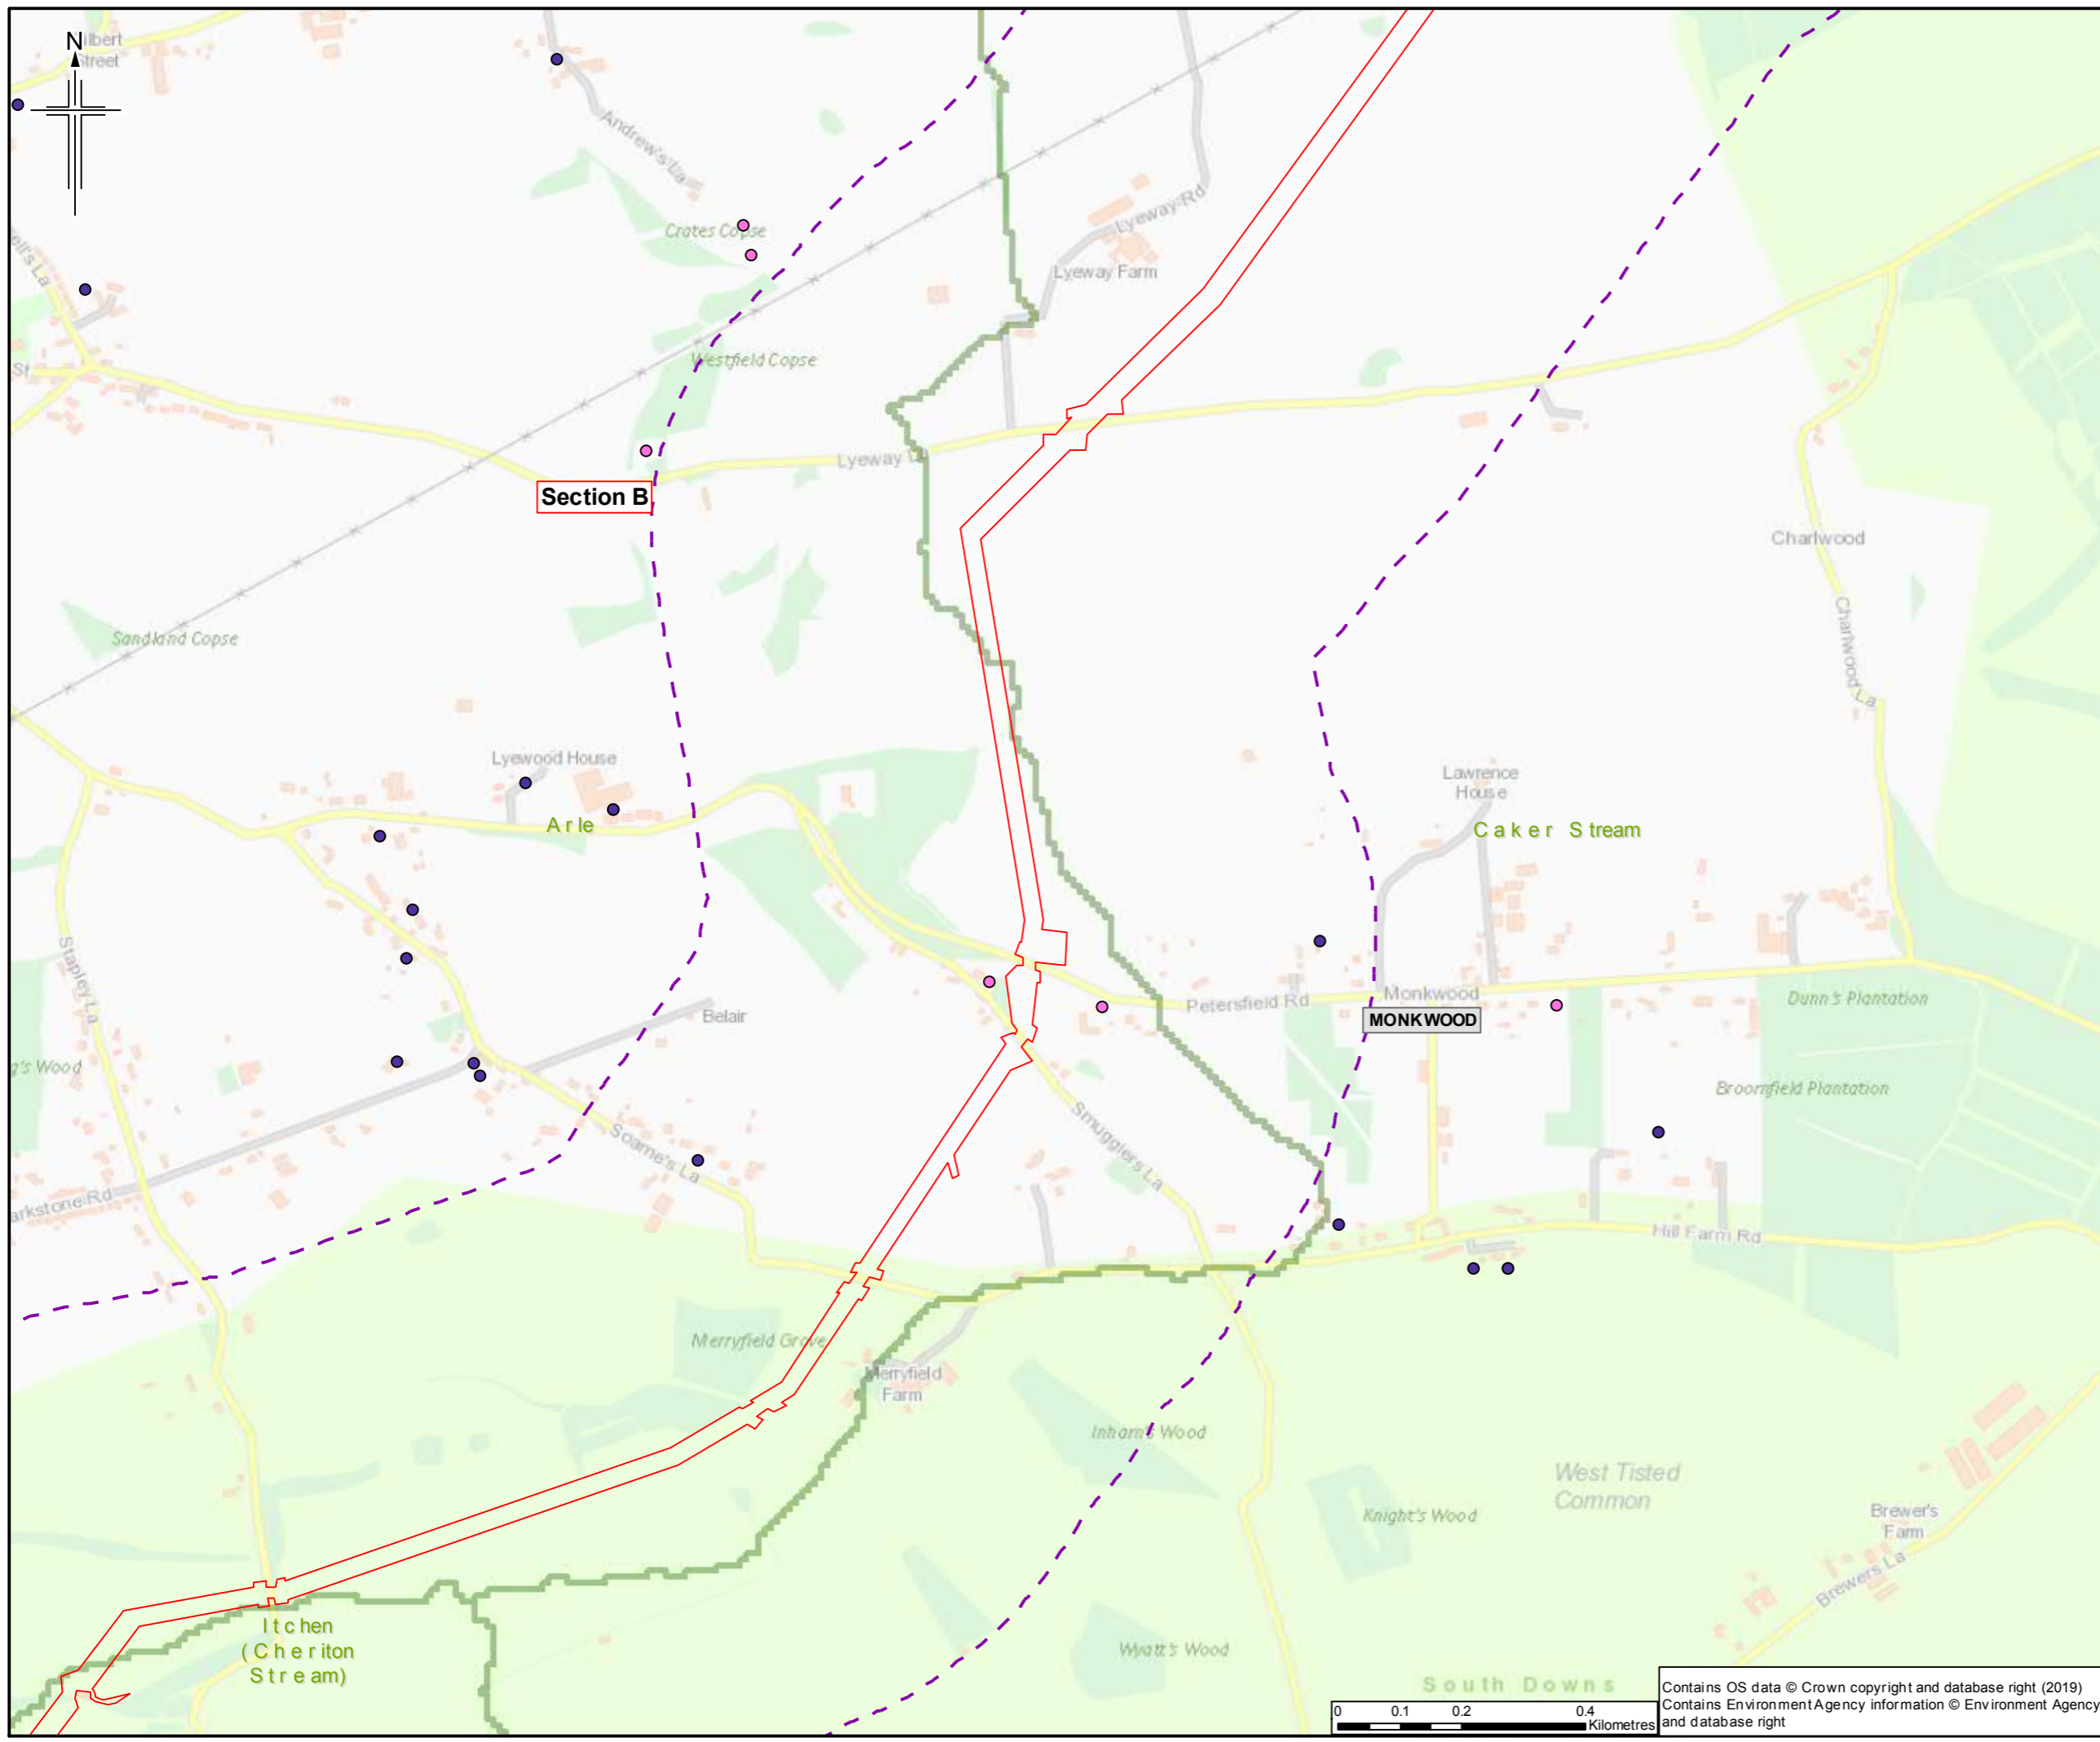 N
Street
Andrew's La
Crates Copse
Lyeway Rd
Lyeway Farm
Westfield Copse
St
Lyeway
Section B
Charlwood
Charlwood La
Sandland Copse
Lyewood House
Arle
Lawrence
House
Caker Stream
Stapley La
Belair
Petersfield Rd
Monkwood
MONKWOOD
Dunn's Plantation
Broomfield Plantation
Smugglers La
Soame's La
Hill Farm Rd
Merryfield Grove
Merryfield
Farm
Inham's Wood
West Tisted
Common
Knight's Wood
Brewer's
Farm
Brewers La
Itchen
(Cheriton
Stream)
Wyatt's Wood
South Downs
0 0.1 0.2 0.4
Kilometres
Contains OS data © Crown copyright and database right (2019)
Contains Environment Agency information © Environment Agency
and database right